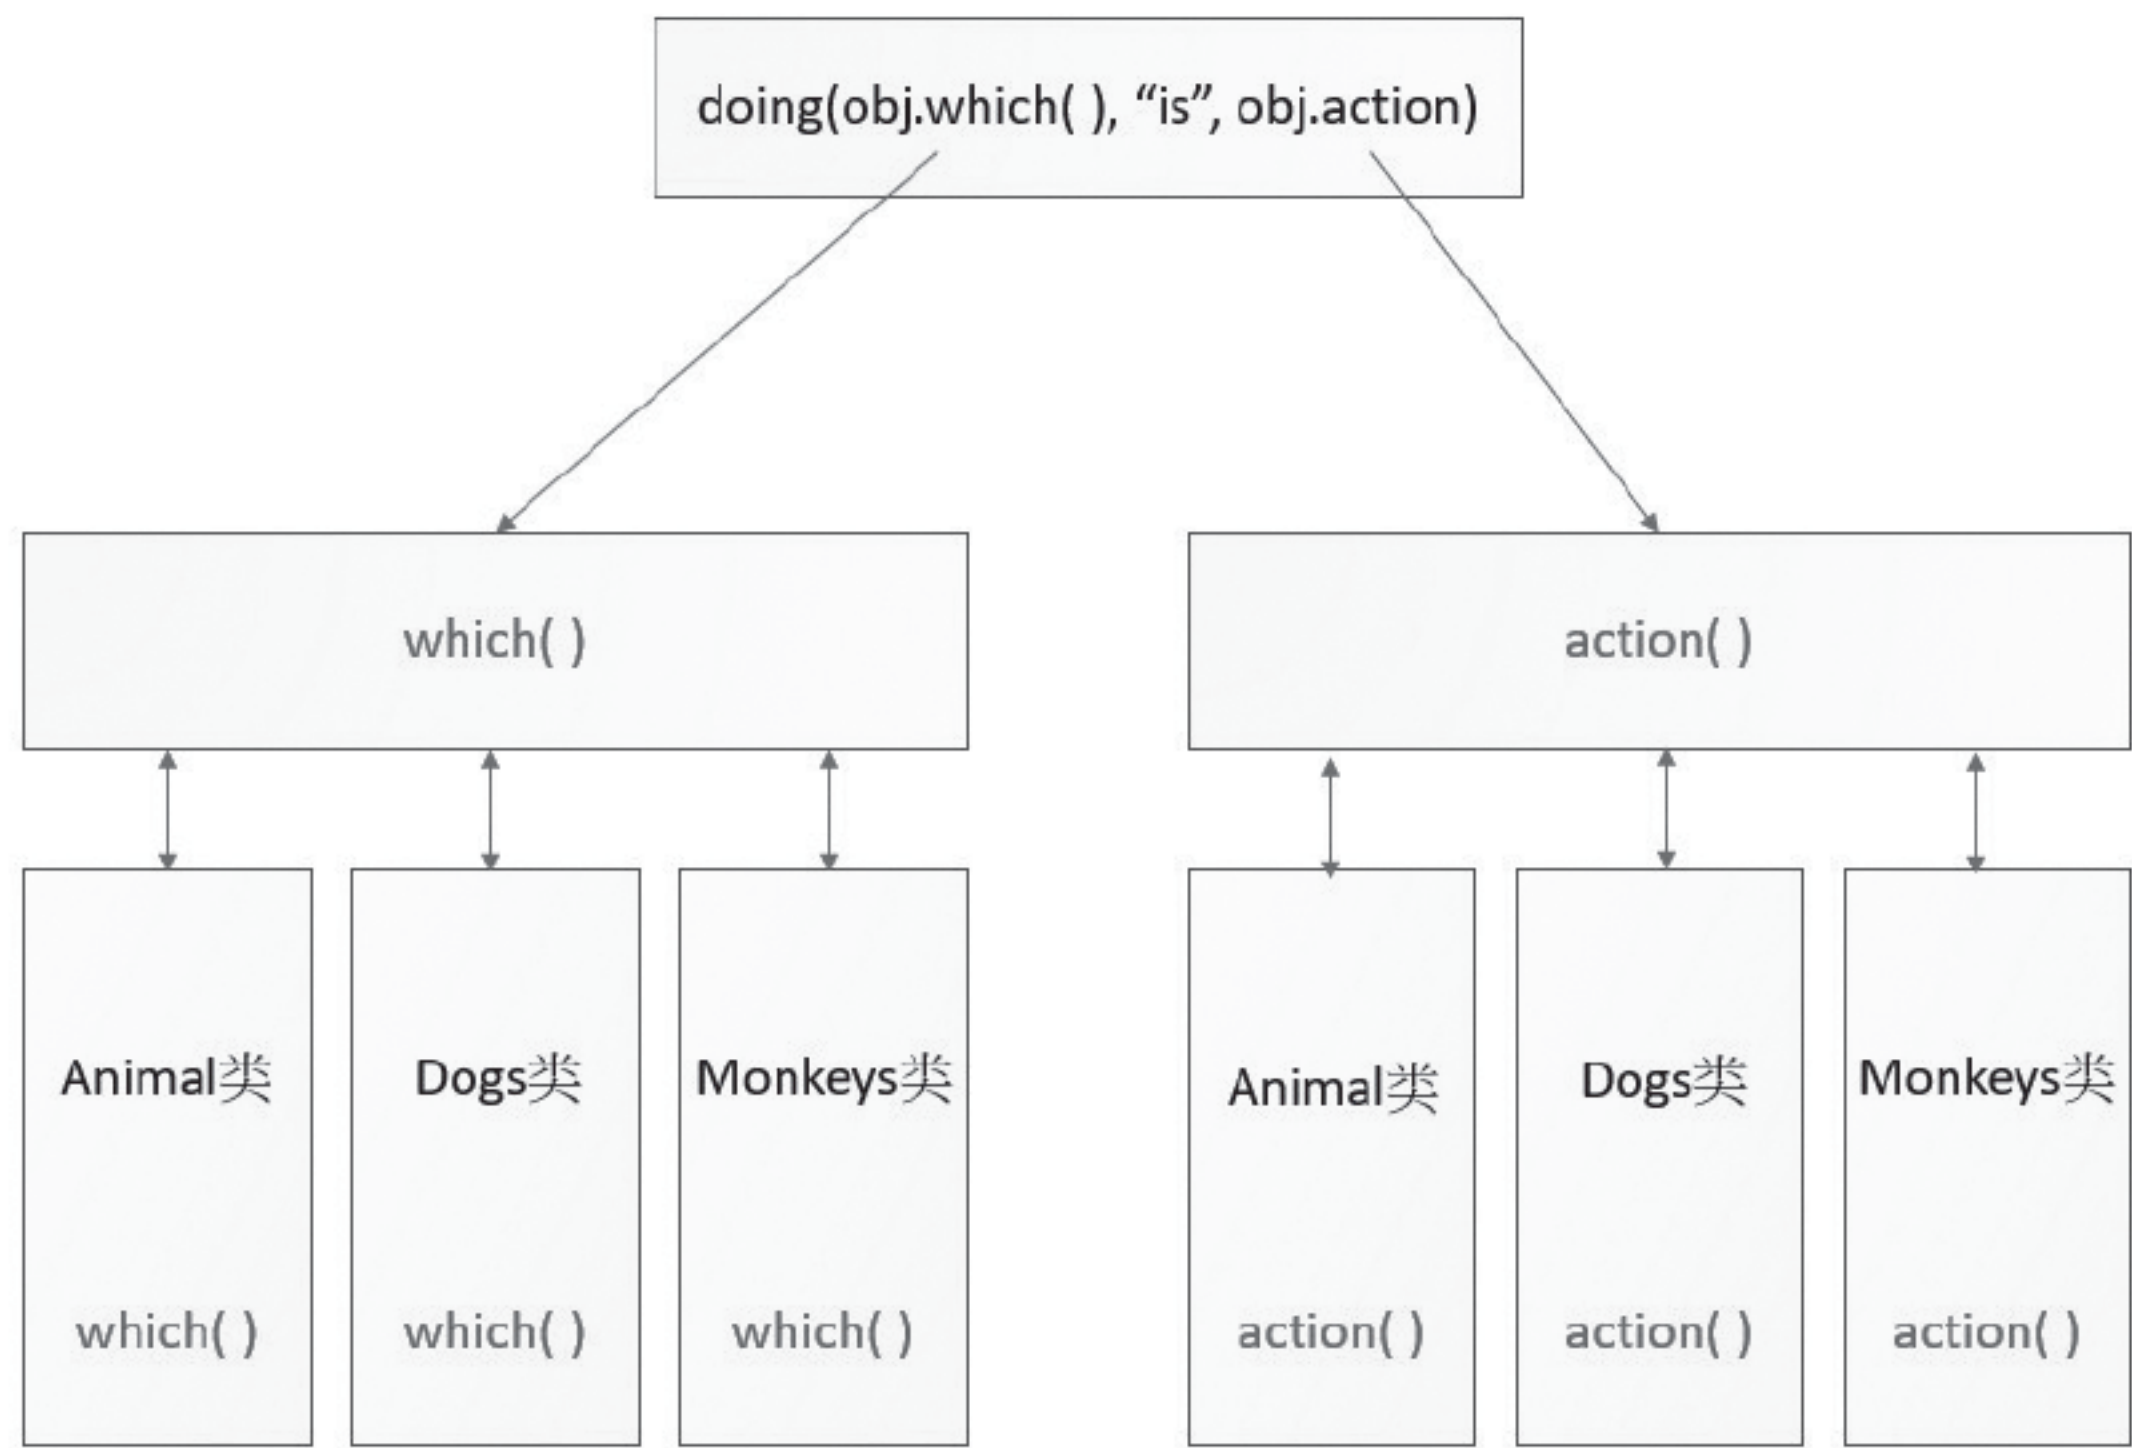 doing(obj.which( ), “is”, obj.action)
which( )
action( )
Animal类
Dogs类
Monkeys类
Animal类
Dogs类
Monkeys类
which( )
which( )
which( )
action( )
action( )
action( )